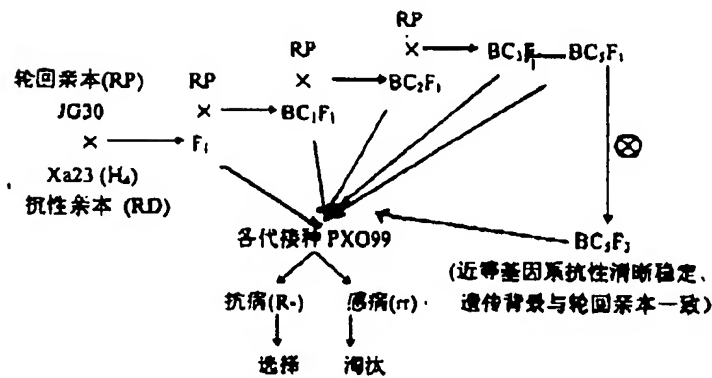 RP
RP
× → BC₃F₁—BC₅F₁
轮回亲本(RP) RP × → BC₂F₁
JG30 × → BC₁F₁
× → F₁
⊗
Xa23 (H₄)
抗性亲本 (RD)
各代接种 PXO99
BC₅F₂
(近等基因系抗性清晰稳定、
遗传背景与轮回亲本一致)
抗病(R-) 感病(rr)
选择 淘汰